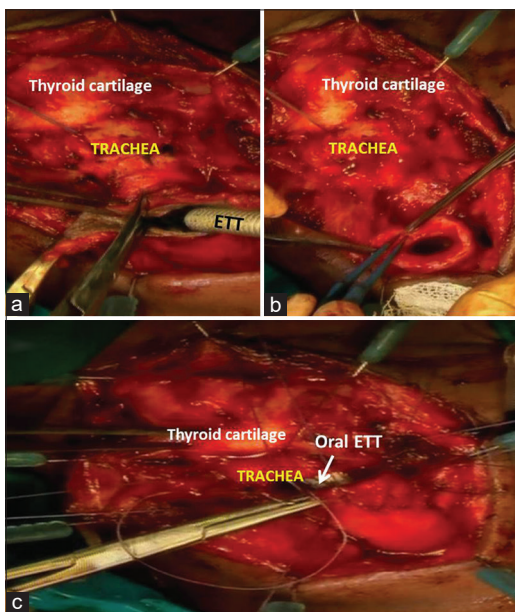 Thyroid cartilage
TRACHEA
ETT
a
Thyroid cartilage
TRACHEA
b
Thyroid cartilage
Oral ETT
TRACHEA
c